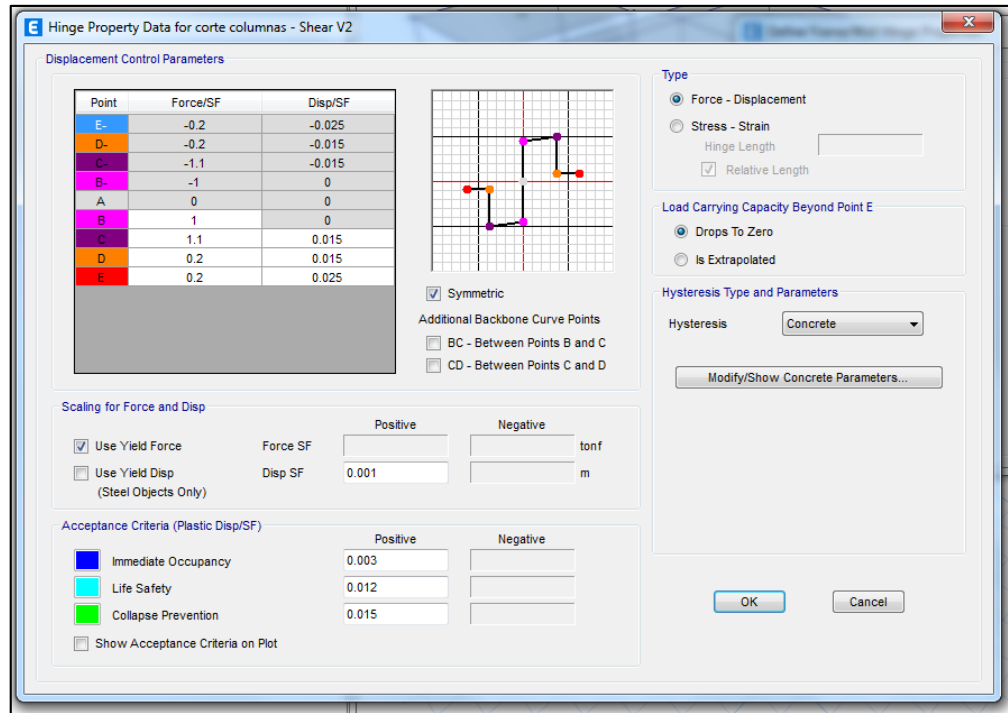 E Hinge Property Data for corte columnas - Shear V2
Displacement Control Parameters
Point Force/SF Disp/SF
E- -0.2 -0.025
D- -0.2 -0.015
C- -1.1 -0.015
B- -1 0
A 0 0
B 1 0
C 1.1 0.015
D 0.2 0.015
E 0.2 0.025
Symmetric
Additional Backbone Curve Points
BC - Between Points B and C
CD - Between Points C and D
Type
Force - Displacement
Stress - Strain
Hinge Length
Relative Length
Load Carrying Capacity Beyond Point E
Drops To Zero
Is Extrapolated
Hysteresis Type and Parameters
Hysteresis Concrete
Modify/Show Concrete Parameters...
Scaling for Force and Disp
Positive Negative
Use Yield Force Force SF tonf
Use Yield Disp Disp SF 0.001 m
(Steel Objects Only)
Acceptance Criteria (Plastic Disp/SF)
Positive Negative
Immediate Occupancy 0.003
Life Safety 0.012
Collapse Prevention 0.015
Show Acceptance Criteria on Plot
OK Cancel